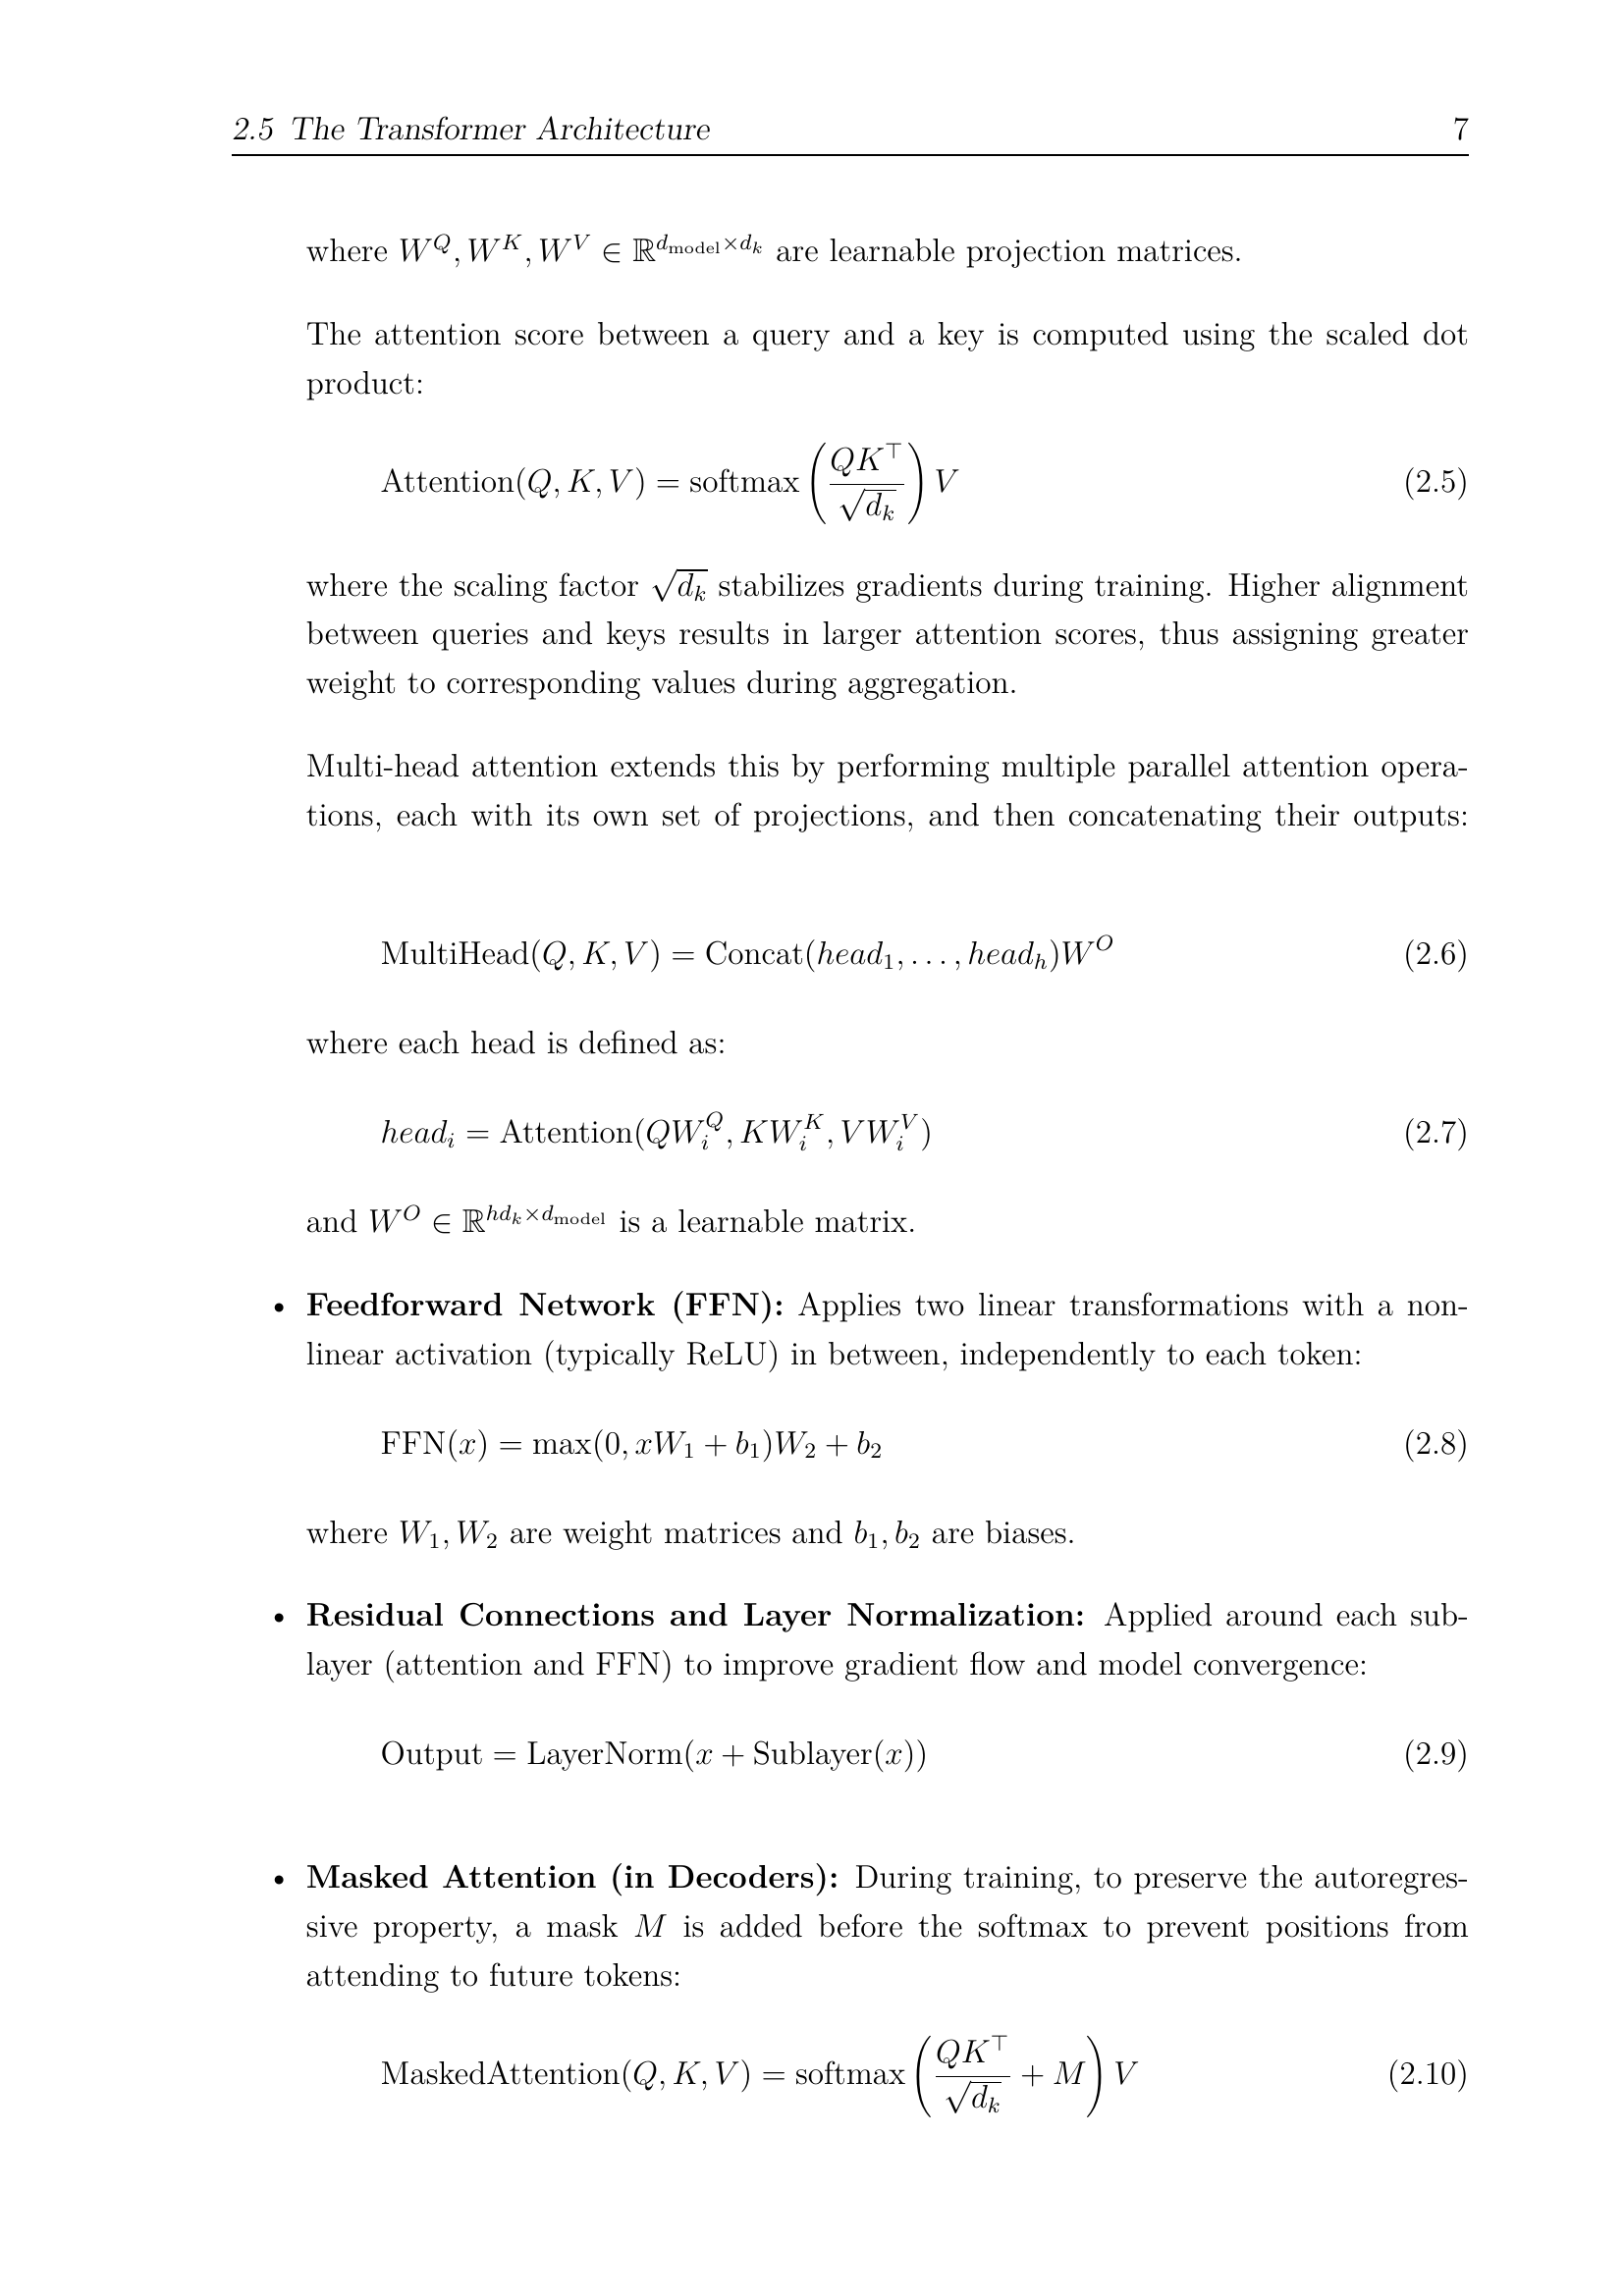 2.5 The Transformer Architecture 7
where $W^Q, W^K, W^V \in \mathbb{R}^{d_{\text{model}} \times d_k}$ are learnable projection matrices.
The attention score between a query and a key is computed using the scaled dot
product:
$\text{Attention}(Q, K, V) = \text{softmax}\left(\frac{QK^\top}{\sqrt{d_k}}\right)V$ (2.5)
where the scaling factor $\sqrt{d_k}$ stabilizes gradients during training. Higher alignment
between queries and keys results in larger attention scores, thus assigning greater
weight to corresponding values during aggregation.
Multi-head attention extends this by performing multiple parallel attention opera-
tions, each with its own set of projections, and then concatenating their outputs:
$\text{MultiHead}(Q, K, V) = \text{Concat}(head_1, \ldots, head_h)W^O$ (2.6)
where each head is defined as:
$head_i = \text{Attention}(QW_i^Q, KW_i^K, VW_i^V)$ (2.7)
and $W^O \in \mathbb{R}^{hd_k \times d_{\text{model}}}$ is a learnable matrix.
• Feedforward Network (FFN): Applies two linear transformations with a non-
linear activation (typically ReLU) in between, independently to each token:
$\text{FFN}(x) = \max(0, xW_1 + b_1)W_2 + b_2$ (2.8)
where $W_1, W_2$ are weight matrices and $b_1, b_2$ are biases.
• Residual Connections and Layer Normalization: Applied around each sub-
layer (attention and FFN) to improve gradient flow and model convergence:
$\text{Output} = \text{LayerNorm}(x + \text{Sublayer}(x))$ (2.9)
• Masked Attention (in Decoders): During training, to preserve the autoregres-
sive property, a mask $M$ is added before the softmax to prevent positions from
attending to future tokens:
$\text{MaskedAttention}(Q, K, V) = \text{softmax}\left(\frac{QK^\top}{\sqrt{d_k}} + M\right)V$ (2.10)